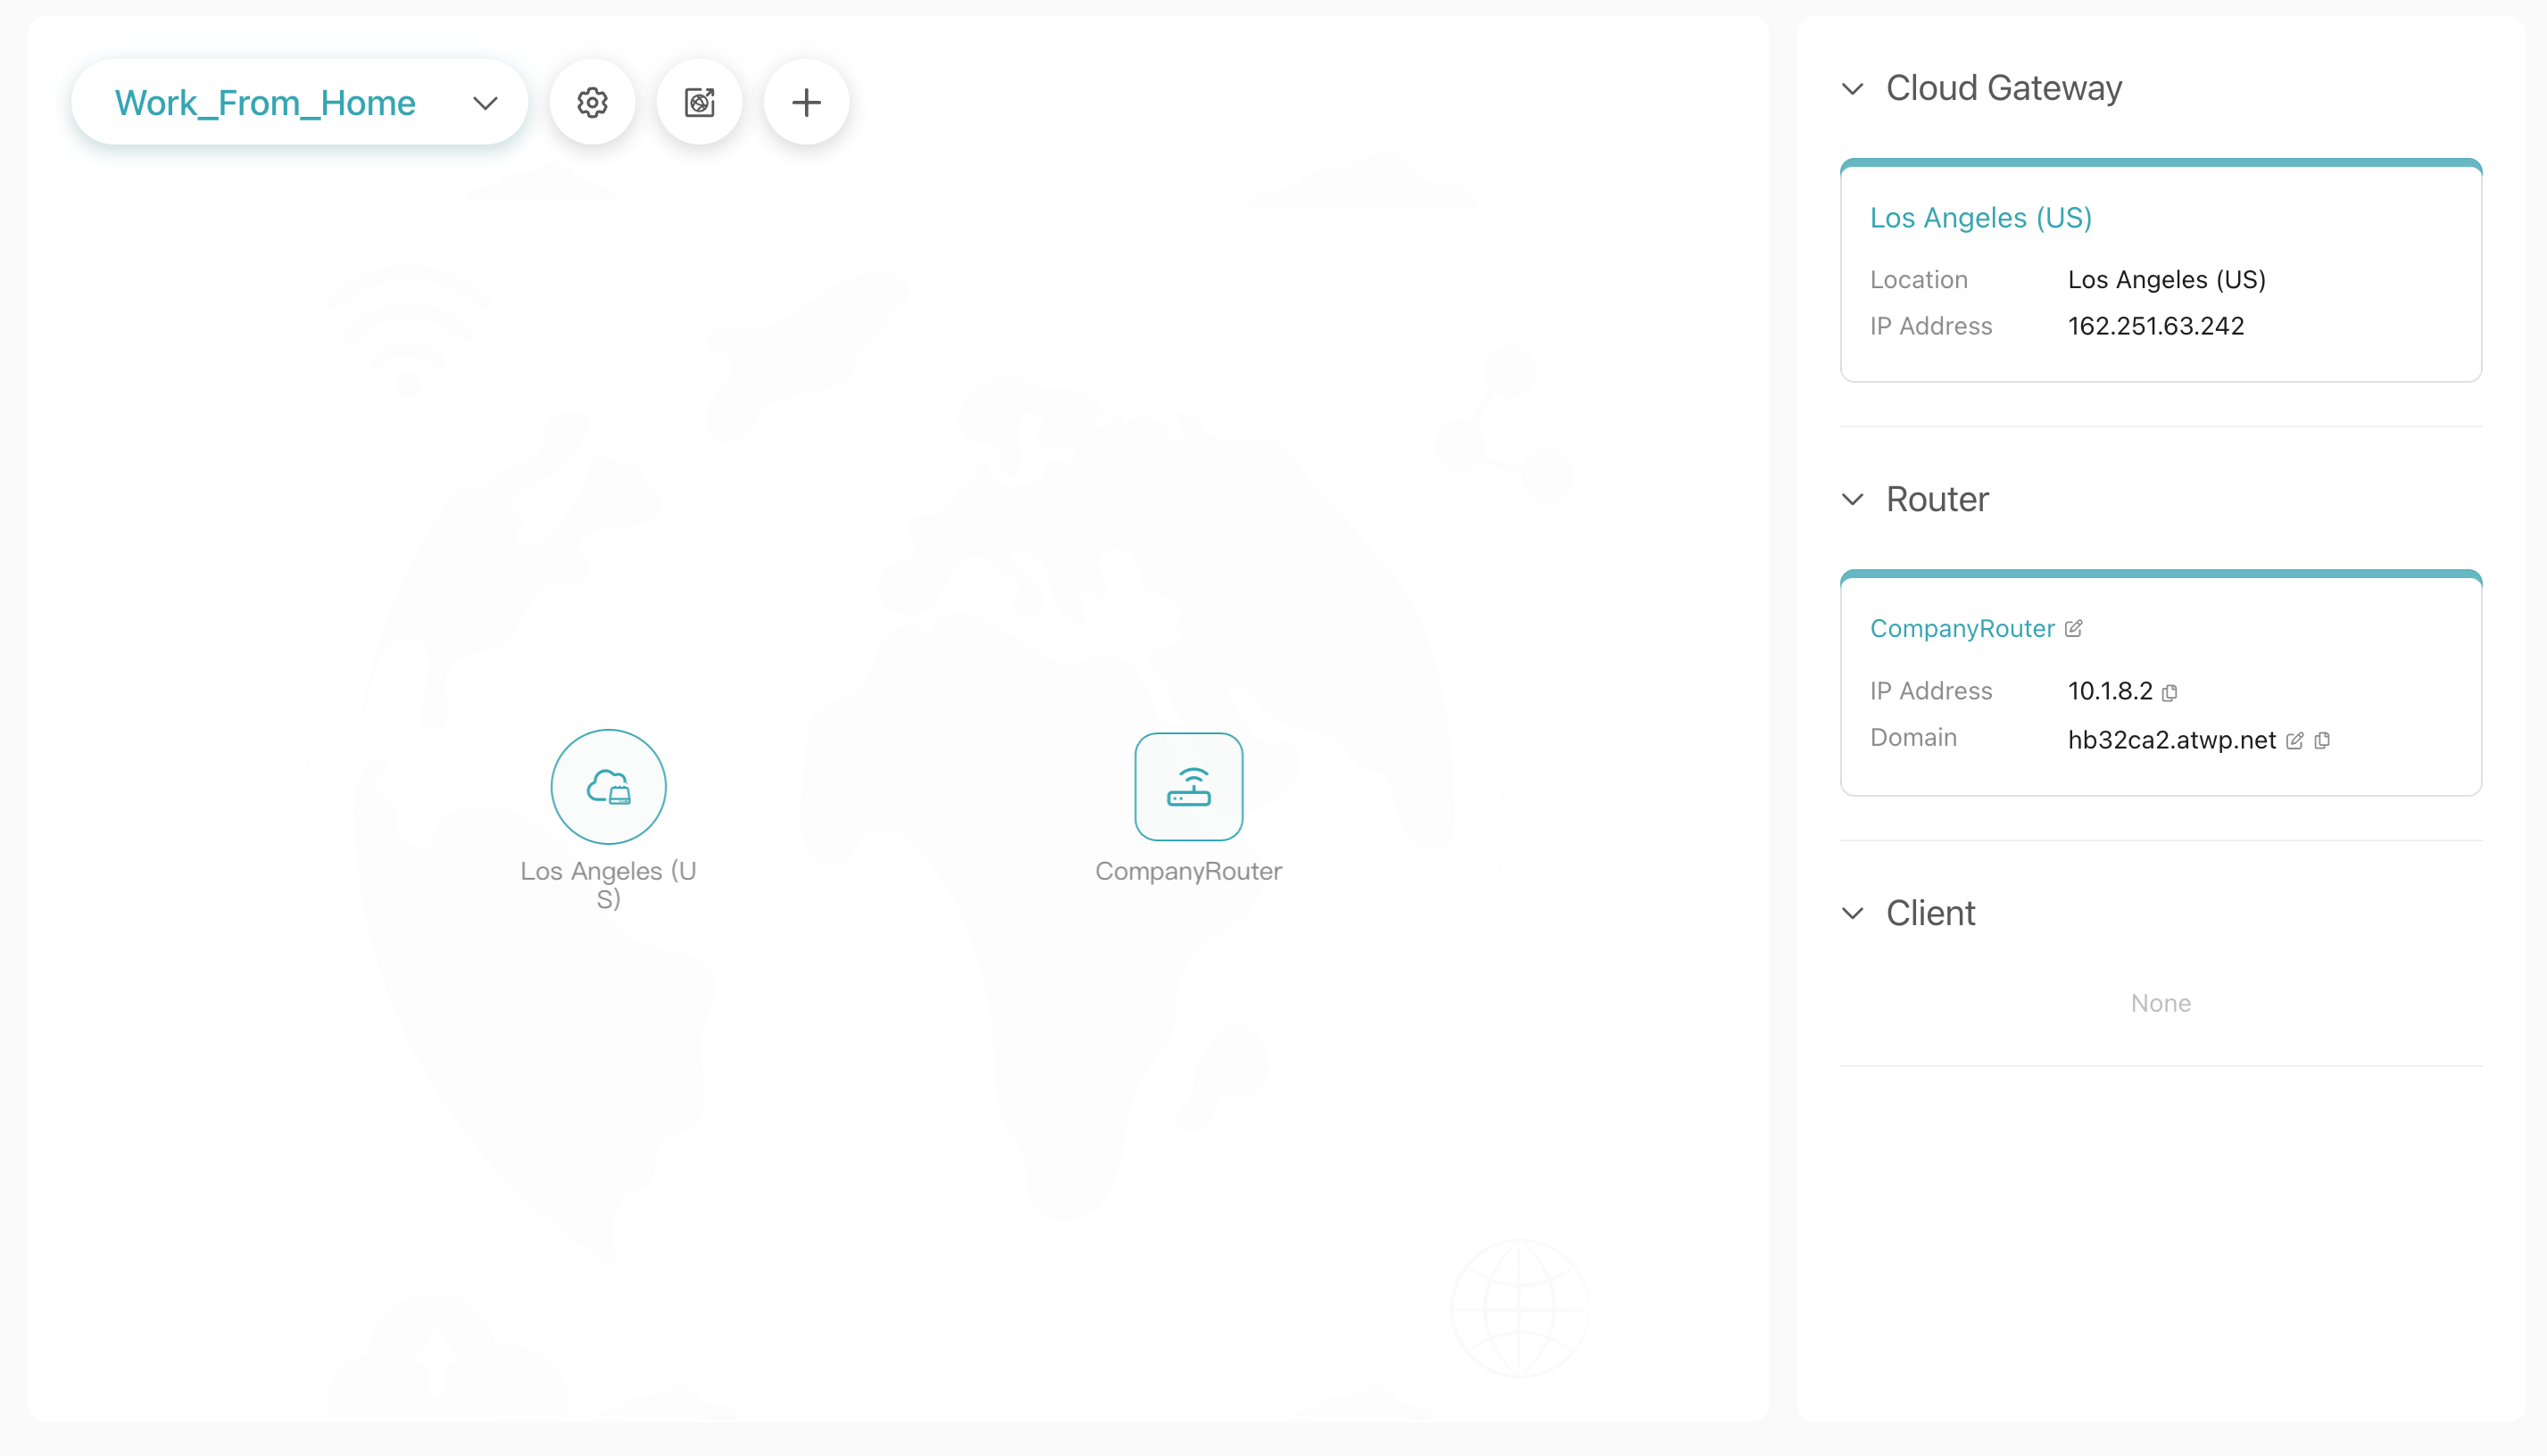 Work_From_Home
Los Angeles (U
S)
CompanyRouter
Cloud Gateway
Los Angeles (US)
Location Los Angeles (US)
IP Address 162.251.63.242
Router
CompanyRouter
IP Address 10.1.8.2
Domain hb32ca2.atwp.net
Client
None